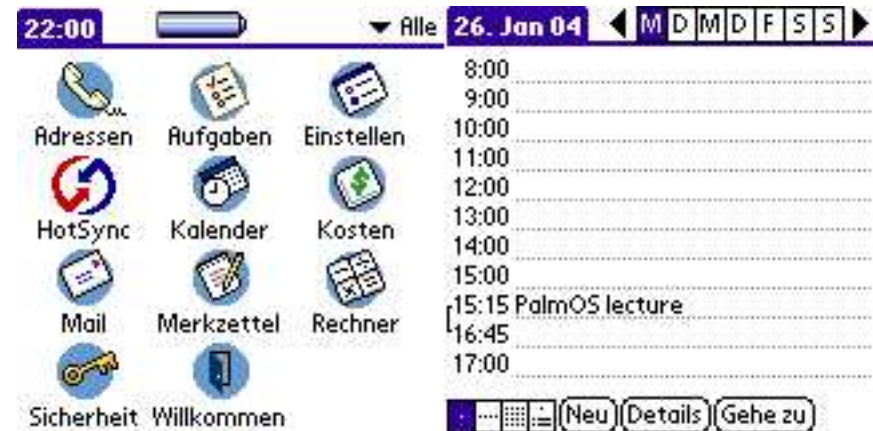 22:00 Alle
Adressen Aufgaben Einstellen
HotSync Kalender Kosten
Mail Merkzettel Rechner
Sicherheit Willkommen
26. Jan 04 M D M D F S S
8:00
9:00
10:00
11:00
12:00
13:00
14:00
15:00
15:15 PalmOS lecture
16:45
17:00
Neu Details Gehe zu